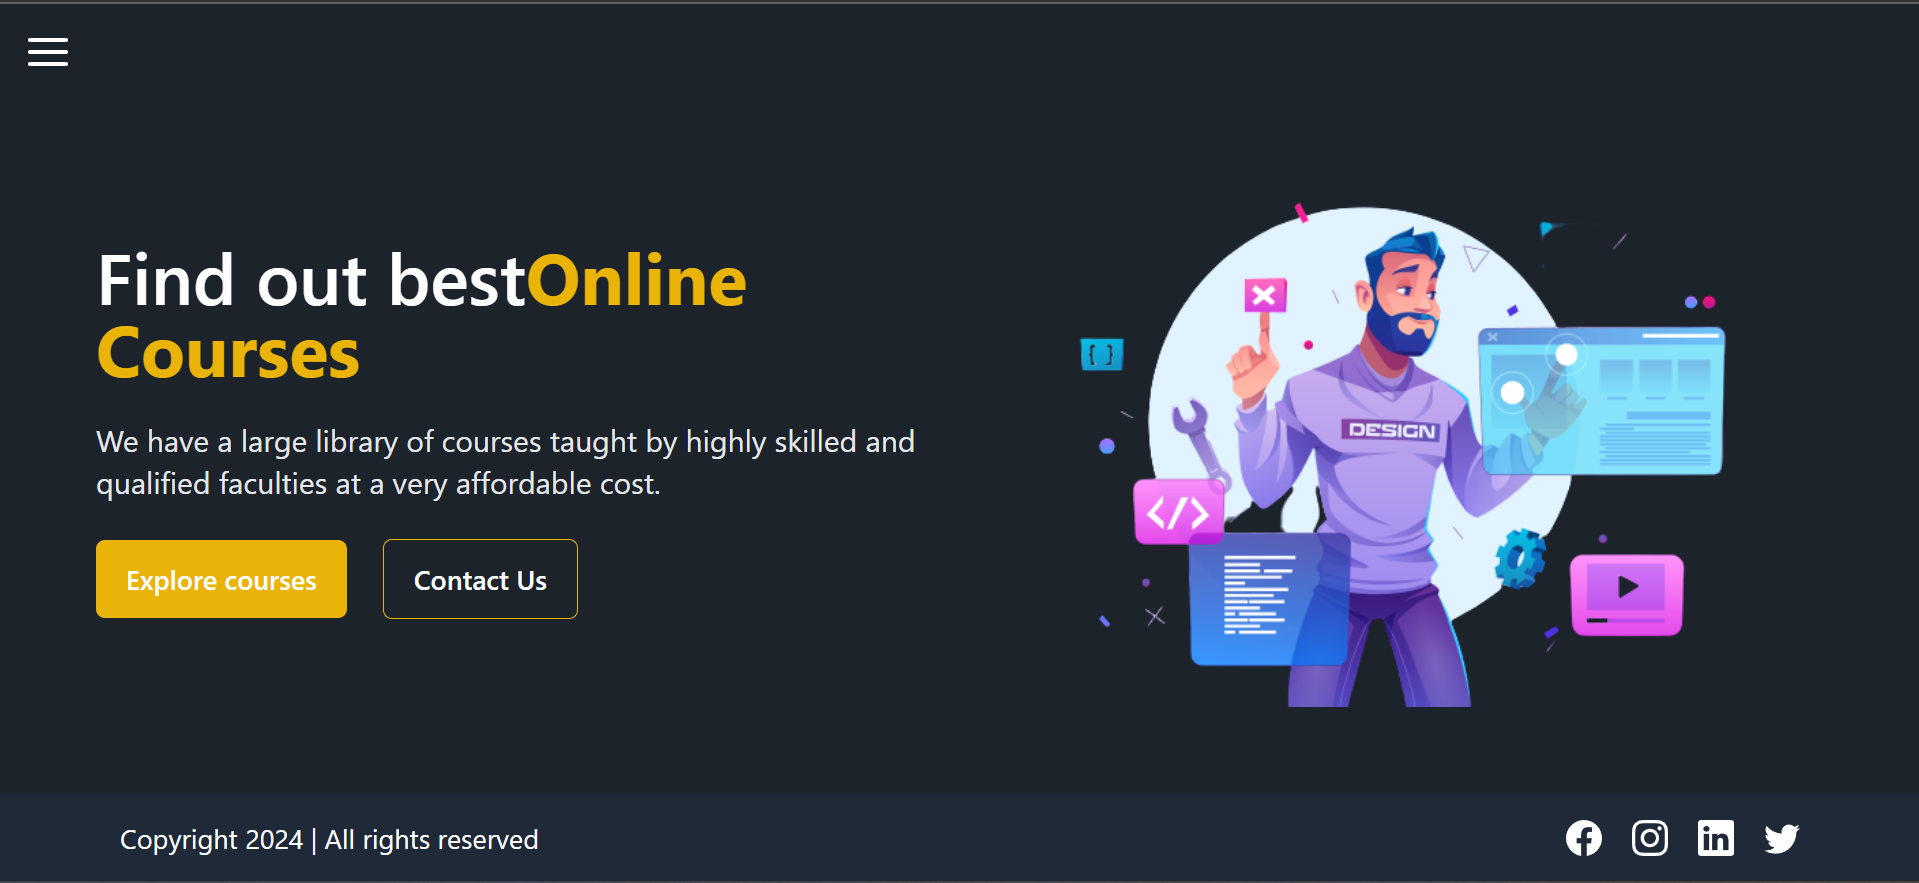 Find out bestOnline
Courses
We have a large library of courses taught by highly skilled and
qualified faculties at a very affordable cost.
Explore courses
Contact Us
{ }
DESIGN
</>
Copyright 2024 | All rights reserved